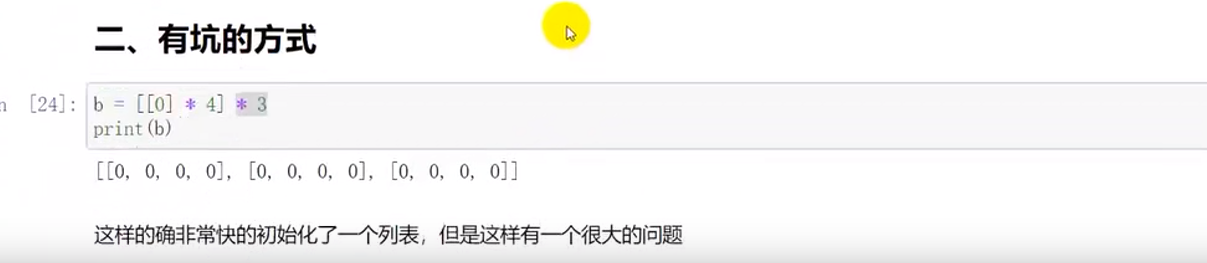 二、有坑的方式
n [24]: b = [[0] * 4] * 3
print(b)
[[0, 0, 0, 0], [0, 0, 0, 0], [0, 0, 0, 0]]
这样的确非常快的初始化了一个列表，但是这样有一个很大的问题